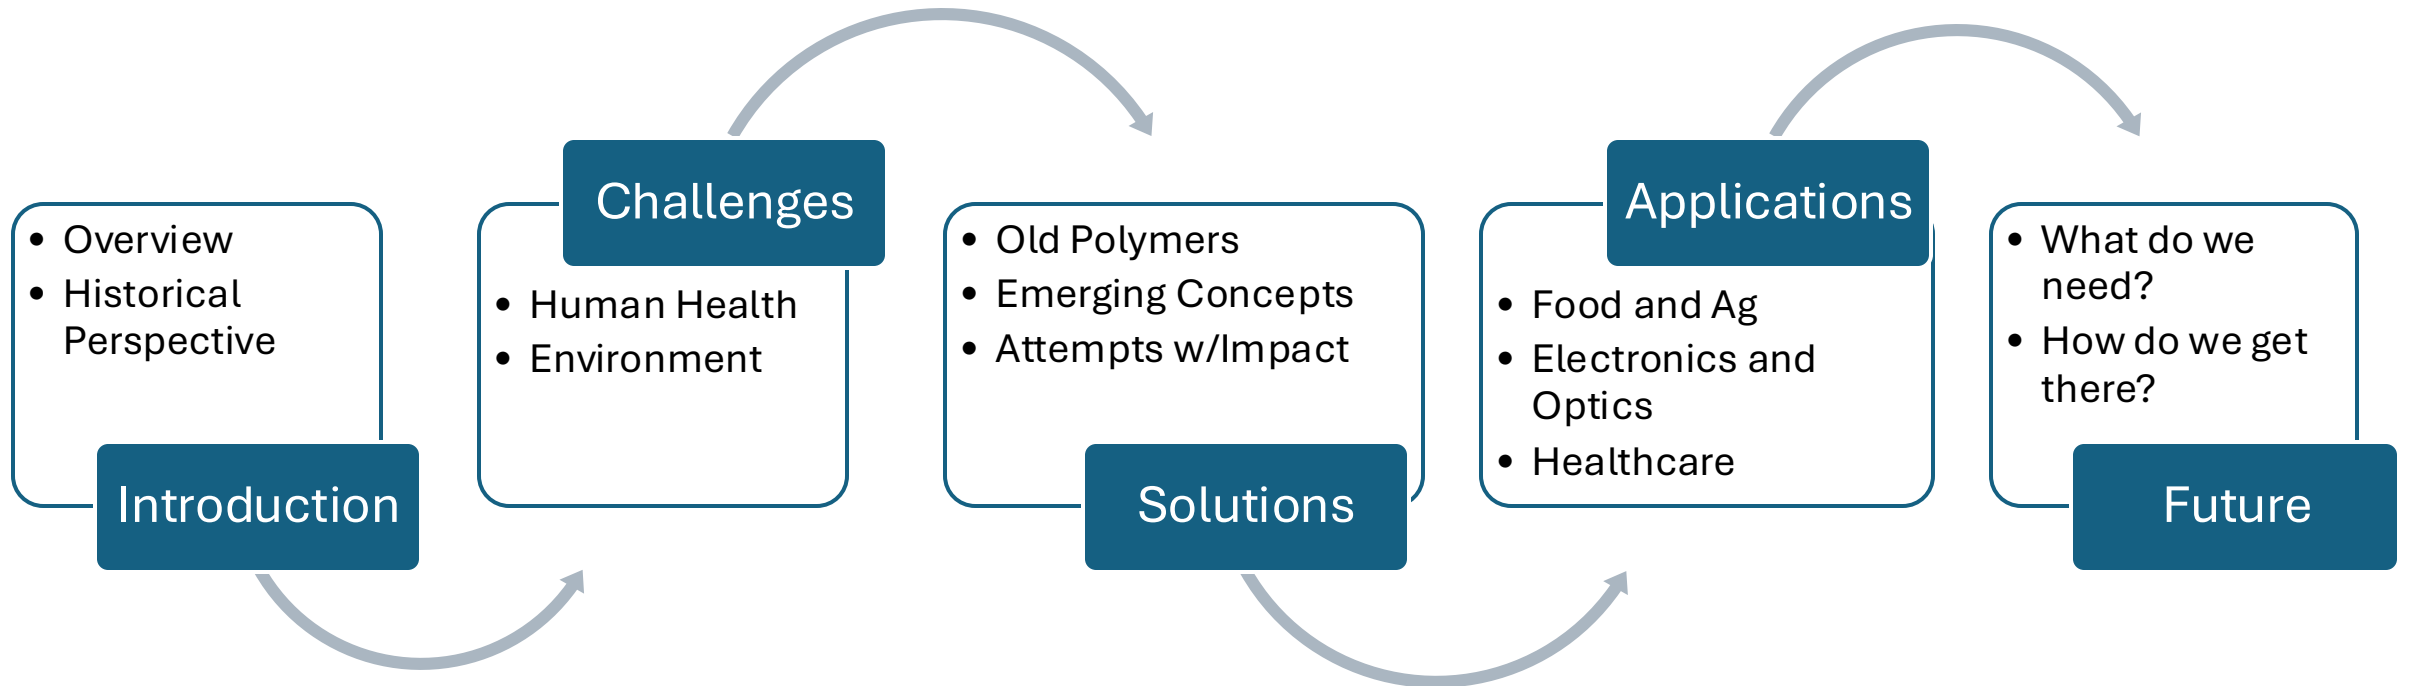 • Overview
• Historical
Perspective
Introduction
Challenges
• Human Health
• Environment
• Old Polymers
• Emerging Concepts
• Attempts w/Impact
Solutions
Applications
• Food and Ag
• Electronics and
Optics
• Healthcare
• What do we
need?
• How do we get
there?
Future